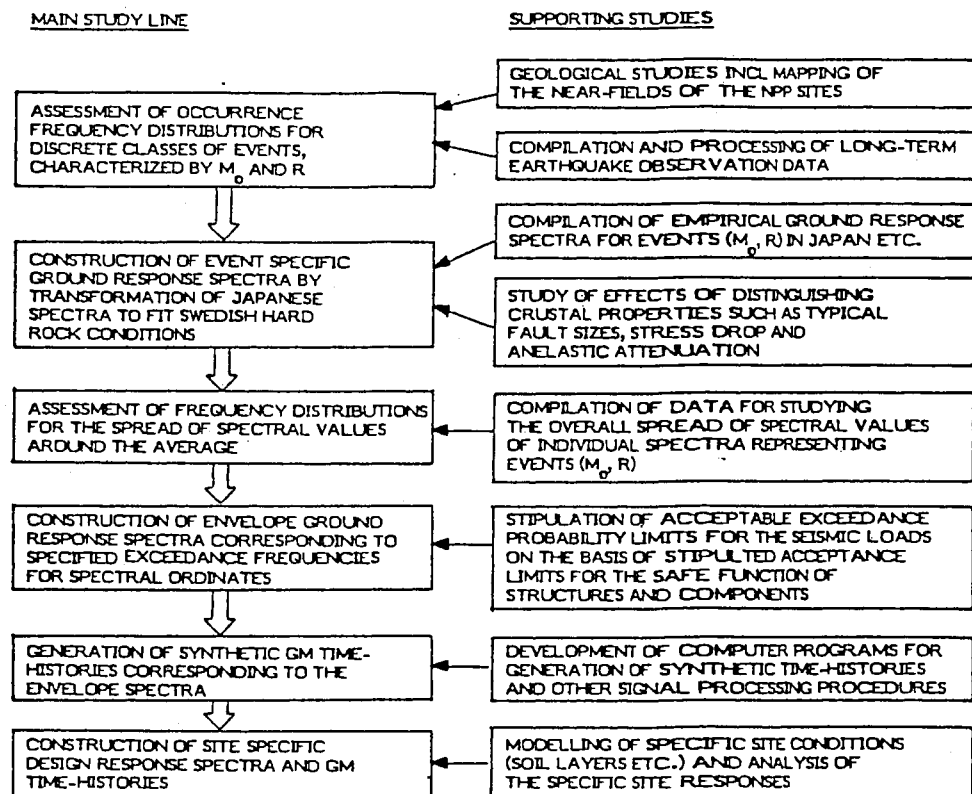 MAIN STUDY LINE
SUPPORTING STUDIES
ASSESSMENT OF OCCURRENCE
FREQUENCY DISTRIBUTIONS FOR
DISCRETE CLASSES OF EVENTS,
CHARACTERIZED BY M₀ AND R
GEOLOGICAL STUDIES INCL MAPPING OF
THE NEAR-FIELDS OF THE NPP SITES
COMPILATION AND PROCESSING OF LONG-TERM
EARTHQUAKE OBSERVATION DATA
CONSTRUCTION OF EVENT SPECIFIC
GROUND RESPONSE SPECTRA BY
TRANSFORMATION OF JAPANESE
SPECTRA TO FIT SWEDISH HARD
ROCK CONDITIONS
COMPILATION OF EMPIRICAL GROUND RESPONSE
SPECTRA FOR EVENTS (M₀, R) IN JAPAN ETC.
STUDY OF EFFECTS OF DISTINGUISHING
CRUSTAL PROPERTIES SUCH AS TYPICAL
FAULT SIZES, STRESS DROP AND
ANELASTIC ATTENUATION
ASSESSMENT OF FREQUENCY DISTRIBUTIONS
FOR THE SPREAD OF SPECTRAL VALUES
AROUND THE AVERAGE
COMPILATION OF DATA FOR STUDYING
THE OVERALL SPREAD OF SPECTRAL VALUES
OF INDIVIDUAL SPECTRA REPRESENTING
EVENTS (M₀, R)
CONSTRUCTION OF ENVELOPE GROUND
RESPONSE SPECTRA CORRESPONDING TO
SPECIFIED EXCEEDANCE FREQUENCIES
FOR SPECTRAL ORDINATES
STIPULATION OF ACCEPTABLE EXCEEDANCE
PROBABILITY LIMITS FOR THE SEISMIC LOADS
ON THE BASIS OF STIPULTED ACCEPTANCE
LIMITS FOR THE SAFE FUNCTION OF
STRUCTURES AND COMPONENTS
GENERATION OF SYNTHETIC GM TIME-
HISTORIES CORRESPONDING TO THE
ENVELOPE SPECTRA
DEVELOPMENT OF COMPUTER PROGRAMS FOR
GENERATION OF SYNTHETIC TIME-HISTORIES
AND OTHER SIGNAL PROCESSING PROCEDURES
CONSTRUCTION OF SITE SPECIFIC
DESIGN RESPONSE SPECTRA AND GM
TIME-HISTORIES
MODELLING OF SPECIFIC SITE CONDITIONS
(SOIL LAYERS ETC.) AND ANALYSIS OF
THE SPECIFIC SITE RESPONSES